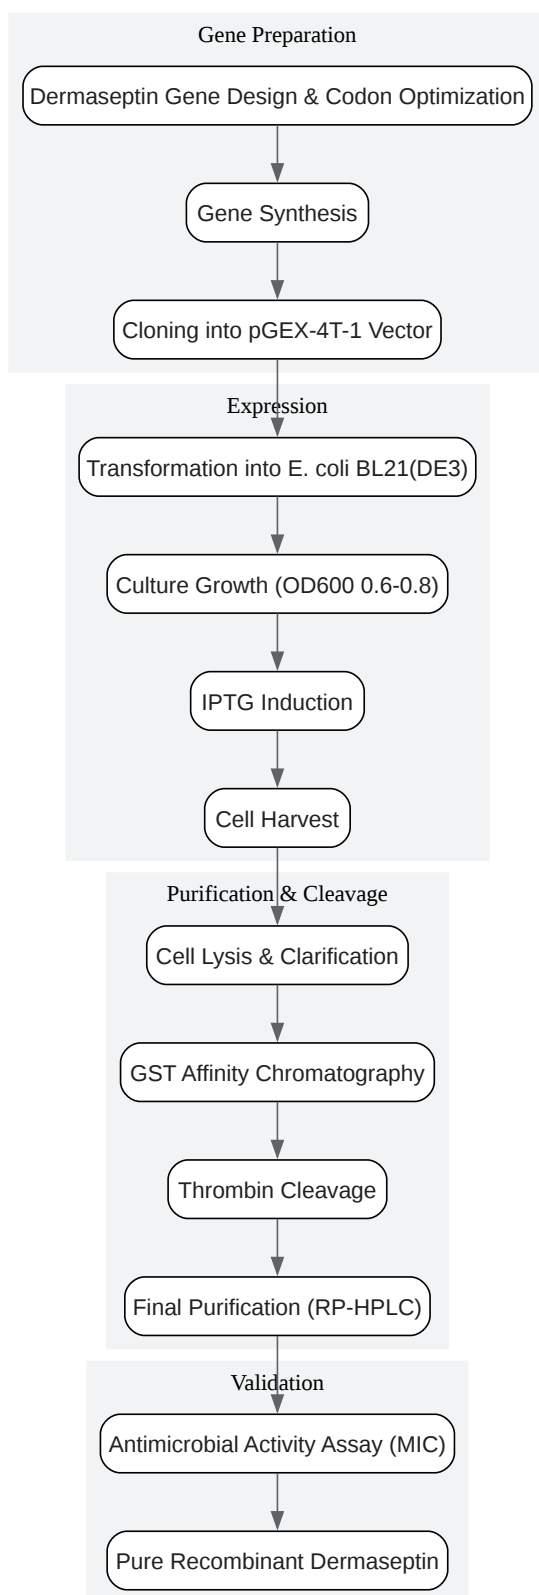 Gene Preparation
Dermaseptin Gene Design & Codon Optimization
Gene Synthesis
Cloning into pGEX-4T-1 Vector
Expression
Transformation into E. coli BL21(DE3)
Culture Growth (OD600 0.6-0.8)
IPTG Induction
Cell Harvest
Purification & Cleavage
Cell Lysis & Clarification
GST Affinity Chromatography
Thrombin Cleavage
Final Purification (RP-HPLC)
Validation
Antimicrobial Activity Assay (MIC)
Pure Recombinant Dermaseptin